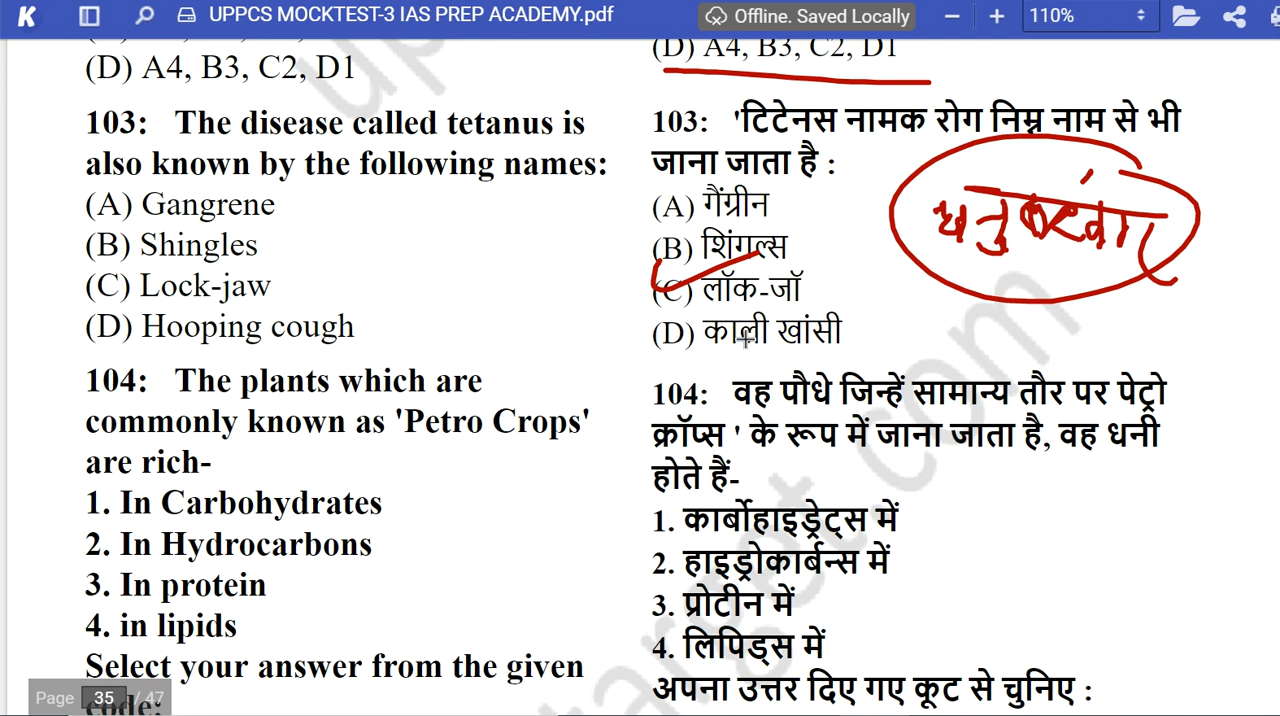 UPPCS MOCKTEST-3 IAS PREP ACADEMY.pdf
Offline. Saved Locally
110%
(D) A4, B3, C2, D1
103: The disease called tetanus is
also known by the following names:
(A) Gangrene
(B) Shingles
(C) Lock-jaw
(D) Hooping cough
104: The plants which are
commonly known as 'Petro Crops'
are rich-
1. In Carbohydrates
2. In Hydrocarbons
3. In protein
4. in lipids
Select your answer from the given
code:
(D) A4, B3, C2, D1
103: 'टिटेनस नामक रोग निम्न नाम से भी
जाना जाता है :
(A) गैंग्रीन
(B) शिंगल्स
(C) लॉक-जॉ
(D) काली खांसी
104: वह पौधे जिन्हें सामान्य तौर पर पेट्रो
क्रॉप्स ' के रूप में जाना जाता है, वह धनी
होते हैं-
1. कार्बोहाइड्रेट्स में
2. हाइड्रोकार्बन्स में
3. प्रोटीन में
4. लिपिड्स में
अपना उत्तर दिए गए कूट से चुनिए :
Page 35 / 47